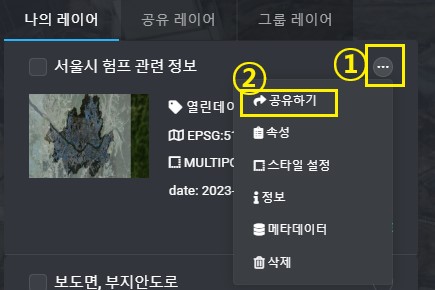 나의 레이어 공유 레이어 그룹 레이어
서울시 험프 관련 정보 ① ···
② 공유하기
열린데이
속성
EPSG:51
스타일 설정
MULTIPO
정보
date: 2023-
메타데이터
삭제
보도면, 부지안도로